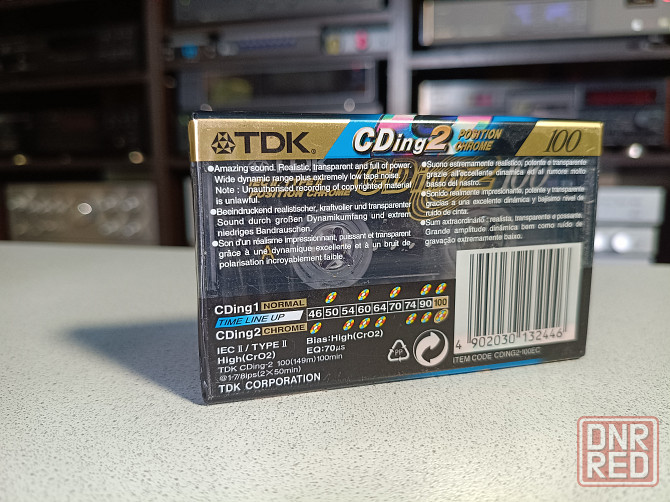 TDK®
CDing2 POSITION CHROME
100
•Amazing sound. Realistic, transparent and full of power.
Wide dynamic range plus extremely low tape noise.
Note : Unauthorised recording of copyrighted material
is unlawful.
•Beeindruckend realistischer, kraftvoller und transparenter
Sound durch großen Dynamikumfang und extrem
niedriges Bandrauschen.
•Son d'un réalisme impressionnant, puissant et transparent
grâce à une dynamique excellente et à un bruit de
polarisation incroyablement faible.
•Suono estremamente realistico, potente e transparente
grazie all'eccellente dinamica ed al rumore molto
basso del nastro.
•Sonido realmente impresionante, potente y transparente
gracias a una excelente dinámica y bajísimo nivel de
ruido de cinta.
•Sum extraordinário : realista, transparente e possante.
Grande amplitude dinâmica bem como ruído de
gravação extremamente baixo.
CDing1 NORMAL
TIME LINE UP
46 50 54 60 64 70 74 90 100
CDing2 CHROME
IEC II / TYPE II
High(CrO2)
Bias:High(CrO2)
EQ:70µs
TDK CDing-2 100(149m)100min
@1-7/8ips(2×50min)
TDK CORPORATION
4 902030 132446
ITEM CODE CDING2-100EC
DNR
RED